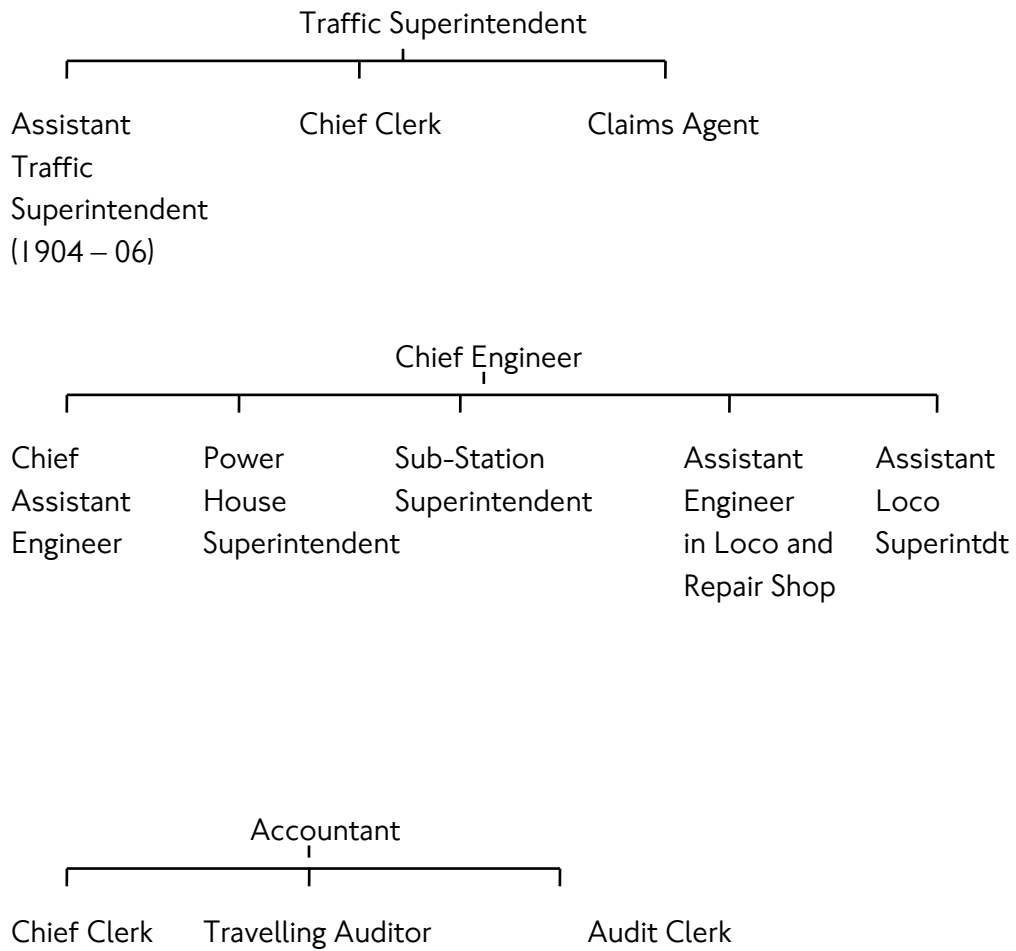 Traffic Superintendent
Assistant
Traffic
Superintendent
(1904 – 06)
Chief Clerk
Claims Agent
Chief Engineer
Chief
Assistant
Engineer
Power
House
Superintendent
Sub-Station
Superintendent
Assistant
Engineer
in Loco and
Repair Shop
Assistant
Loco
Superintdt
Accountant
Chief Clerk
Travelling Auditor
Audit Clerk